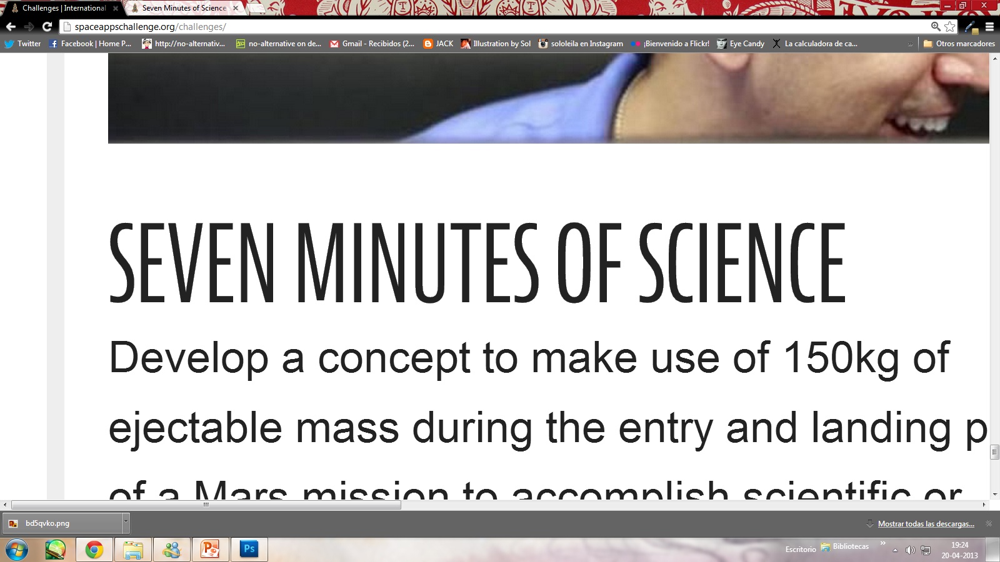 Challenges | International
Seven Minutes of Science
spaceappschallenge.org/challenges/
Twitter
Facebook | Home P...
http://no-alternativ...
no-alternative on de...
Gmail - Recibidos (2...
JACK
Illustration by Sol
sololeila en Instagram
¡Bienvenido a Flickr!
Eye Candy
La calculadora de ca...
»
Otros marcadores
SEVEN MINUTES OF SCIENCE
Develop a concept to make use of 150kg of
ejectable mass during the entry and landing p
of a Mars mission to accomplish scientific or
bd5qvko.png
Mostrar todas las descargas...
Ps
Escritorio
Bibliotecas
»
19:24
20-04-2013